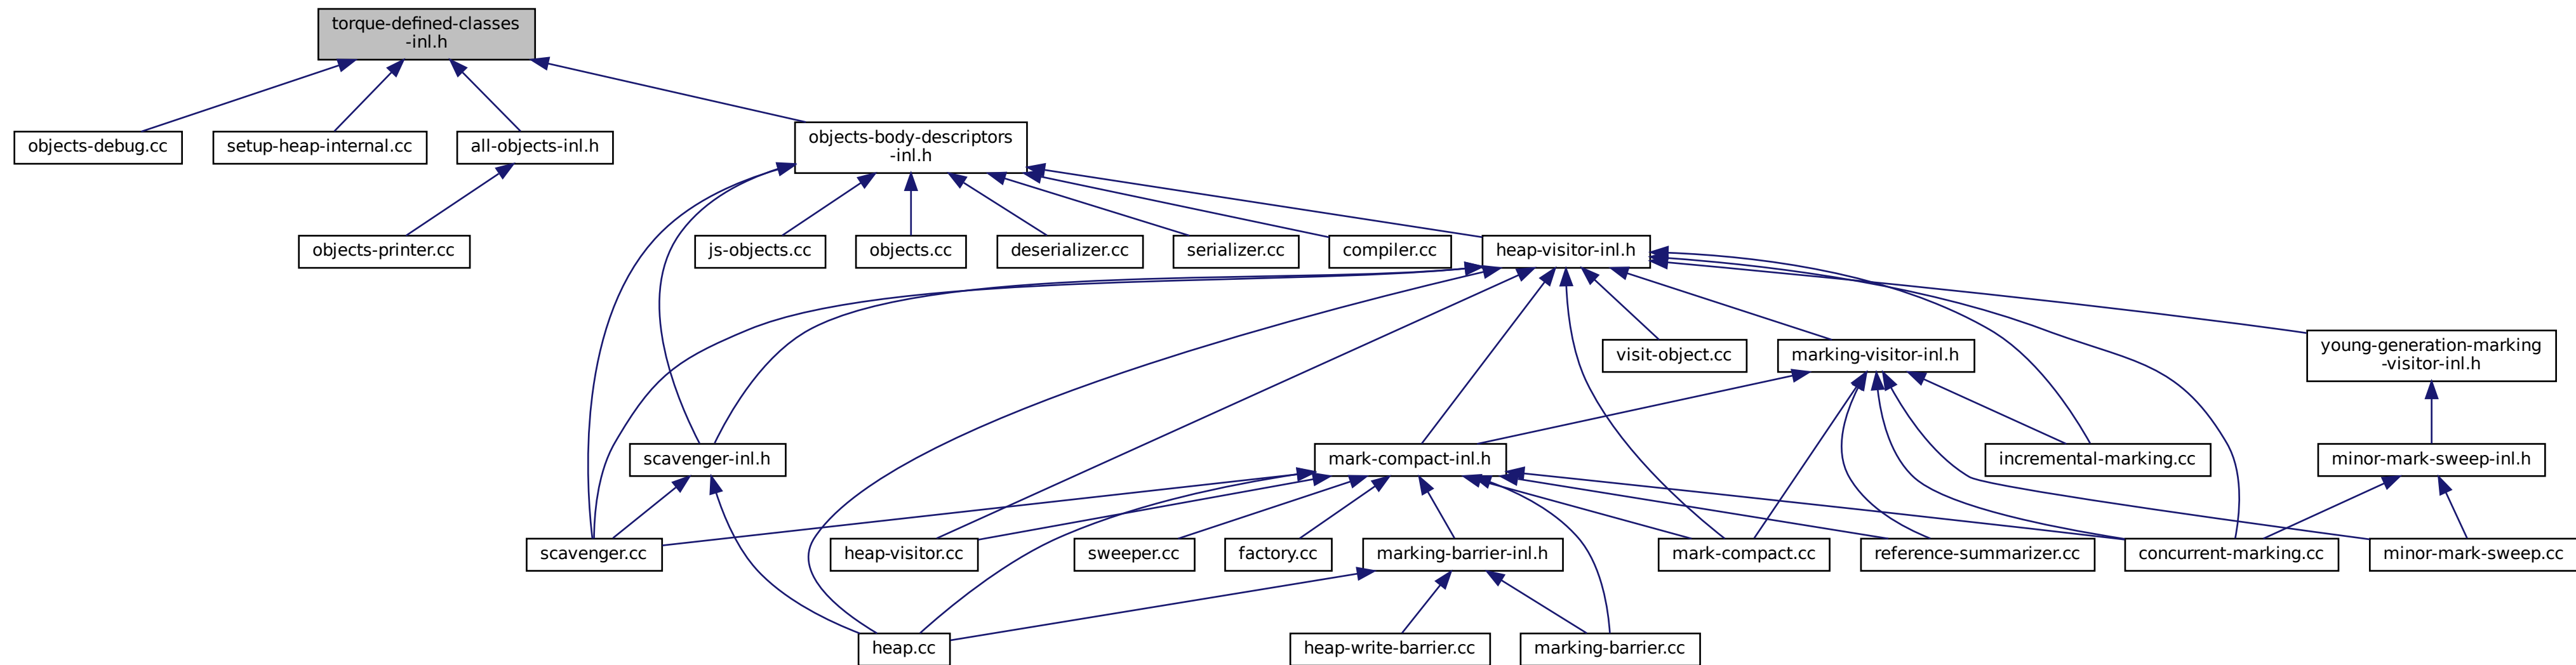 torque-defined-classes
-inl.h
objects-debug.cc
setup-heap-internal.cc
all-objects-inl.h
objects-body-descriptors
-inl.h
objects-printer.cc
js-objects.cc
objects.cc
deserializer.cc
serializer.cc
compiler.cc
heap-visitor-inl.h
visit-object.cc
marking-visitor-inl.h
young-generation-marking
-visitor-inl.h
scavenger-inl.h
mark-compact-inl.h
incremental-marking.cc
minor-mark-sweep-inl.h
scavenger.cc
heap-visitor.cc
sweeper.cc
factory.cc
marking-barrier-inl.h
mark-compact.cc
reference-summarizer.cc
concurrent-marking.cc
minor-mark-sweep.cc
heap.cc
heap-write-barrier.cc
marking-barrier.cc